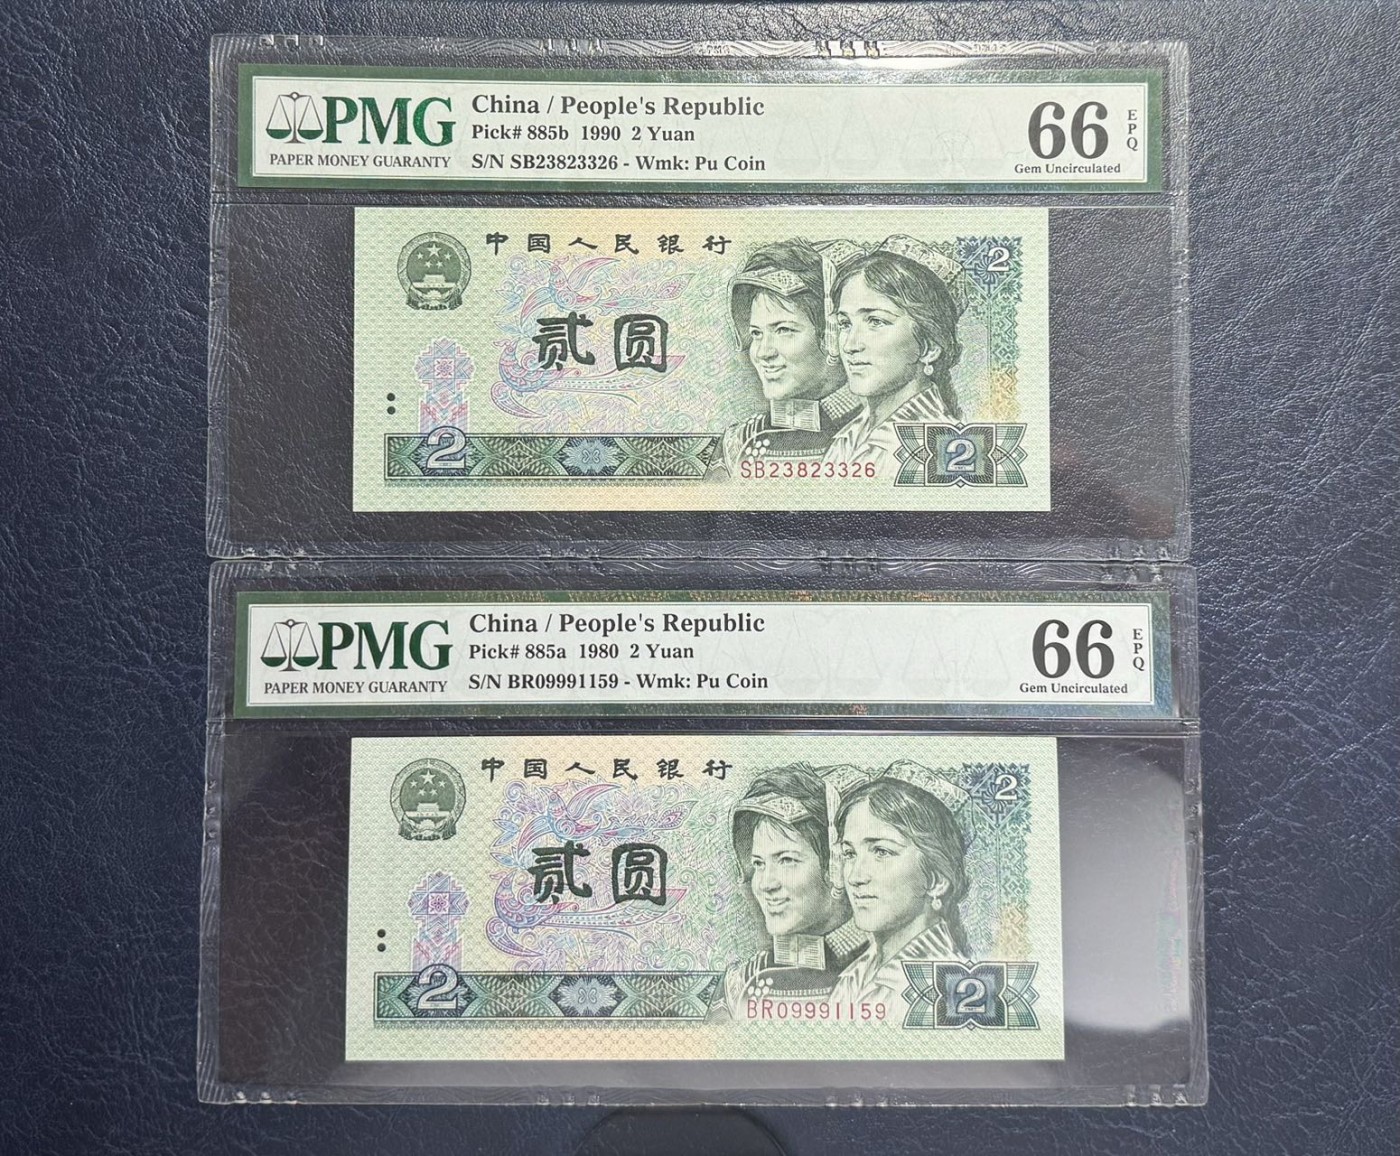 PMG
PAPER MONEY GUARANTY
China / People's Republic
Pick# 885b 1990 2 Yuan
S/N SB23823326 - Wmk: Pu Coin
66
EPQ
Gem Uncirculated
中国人民银行
2
贰圆
2
2
SB23823326
PMG
PAPER MONEY GUARANTY
China / People's Republic
Pick# 885a 1980 2 Yuan
S/N BR09991159 - Wmk: Pu Coin
66
EPQ
Gem Uncirculated
中国人民银行
2
贰圆
2
2
BR09991159